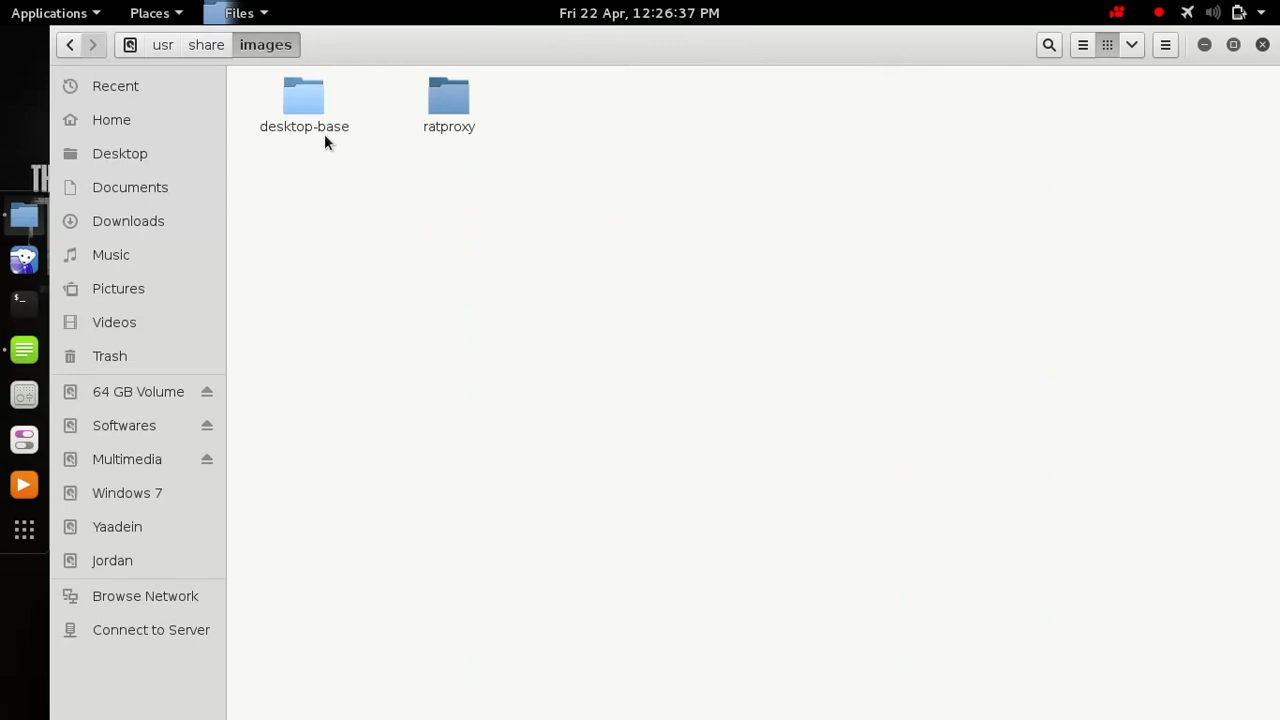 Applications Places Files Fri 22 Apr, 12:26:37 PM
usr share images
Recent
Home
Desktop
Documents
Downloads
Music
Pictures
Videos
Trash
64 GB Volume
Softwares
Multimedia
Windows 7
Yaadein
Jordan
Browse Network
Connect to Server
desktop-base ratproxy
TH
$_